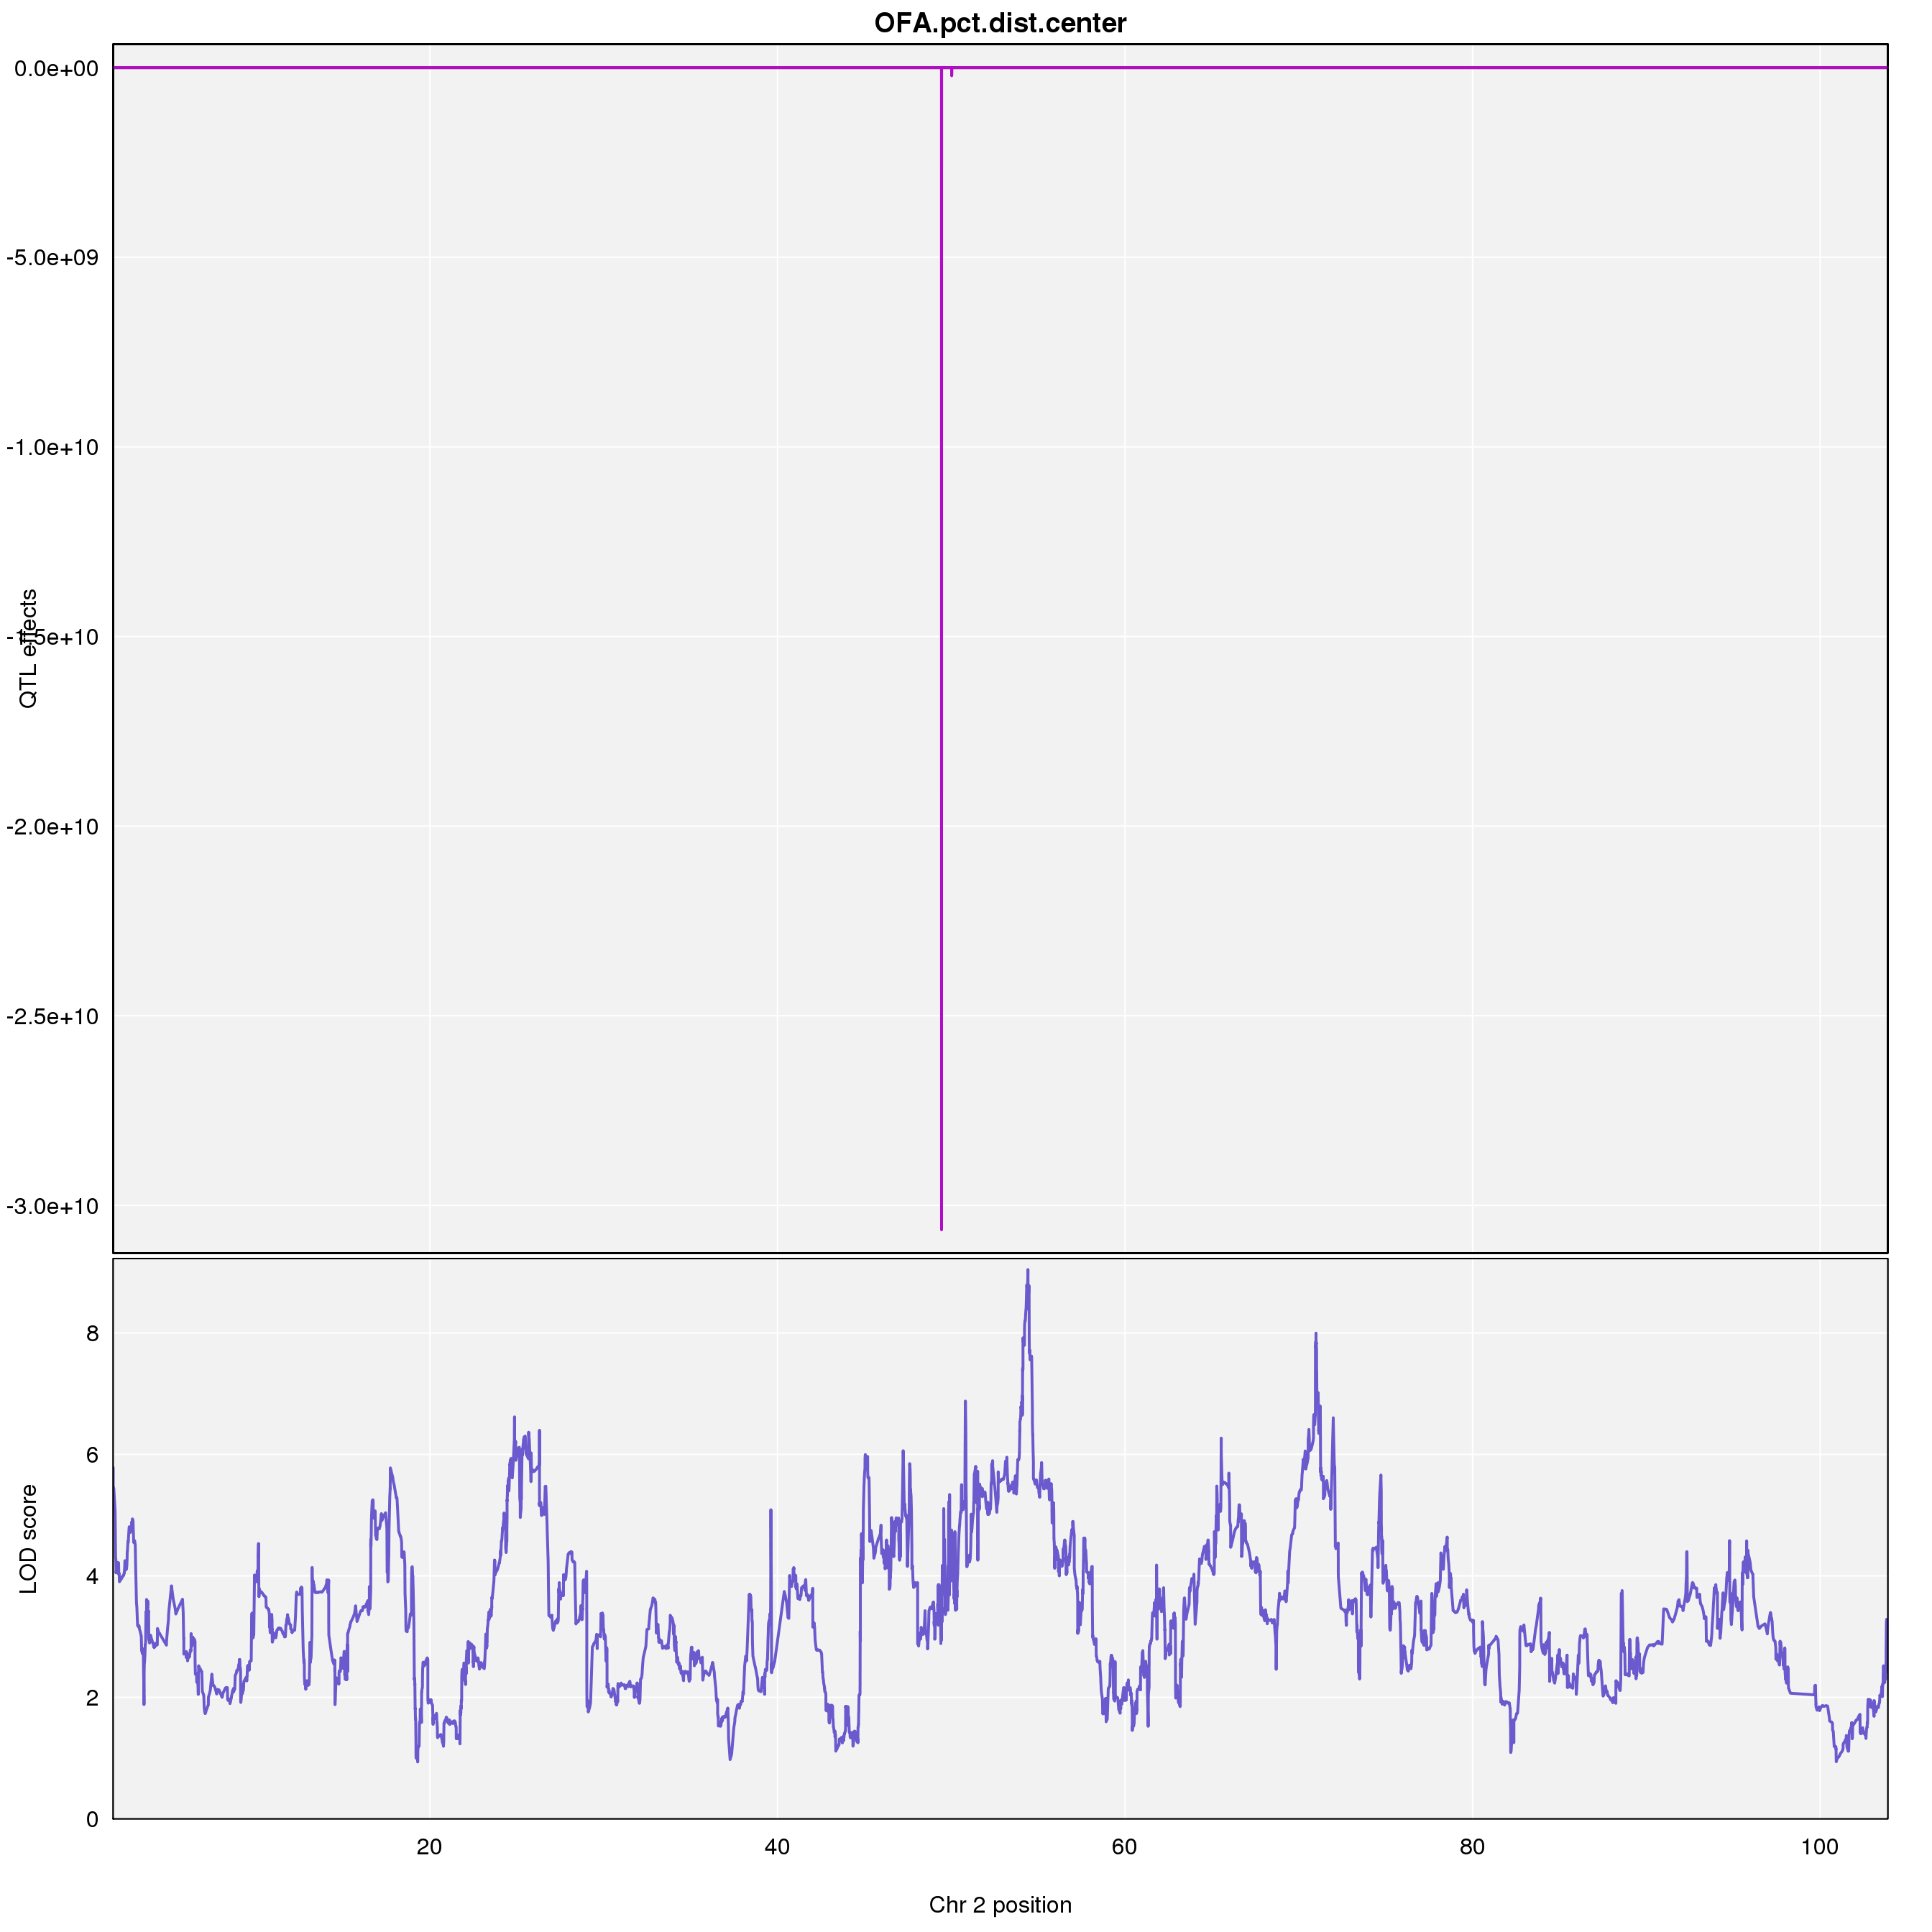 OFA.pct.dist.center
0.0e+00
-5.0e+09
-1.0e+10
-1.5e+10
-2.0e+10
-2.5e+10
-3.0e+10
QTL effects
8
6
4
2
0
LOD score
20 40 60 80 100
Chr 2 position